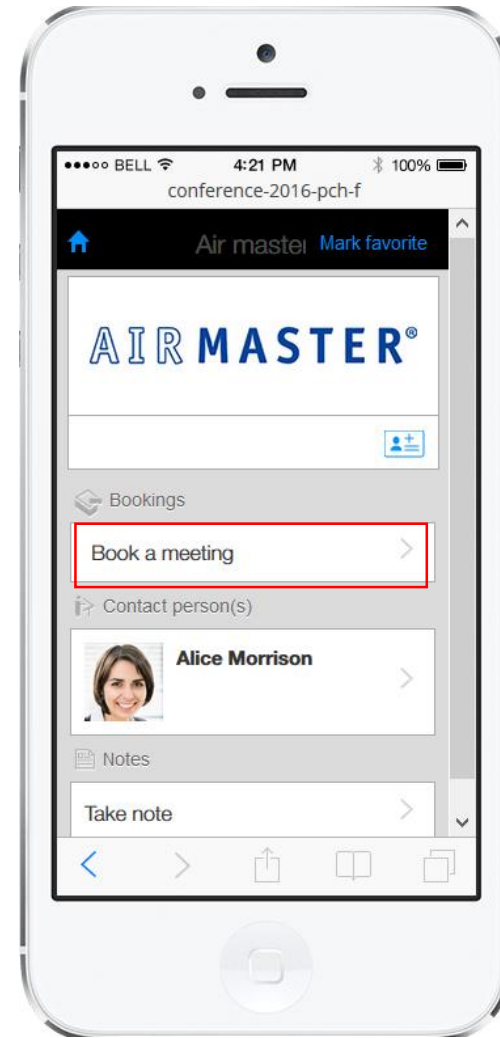 BELL 4:21 PM 100%
conference-2016-pch-f
Air master Mark favorite
AIRMASTER®
Bookings
Book a meeting
Contact person(s)
Alice Morrison
Notes
Take note